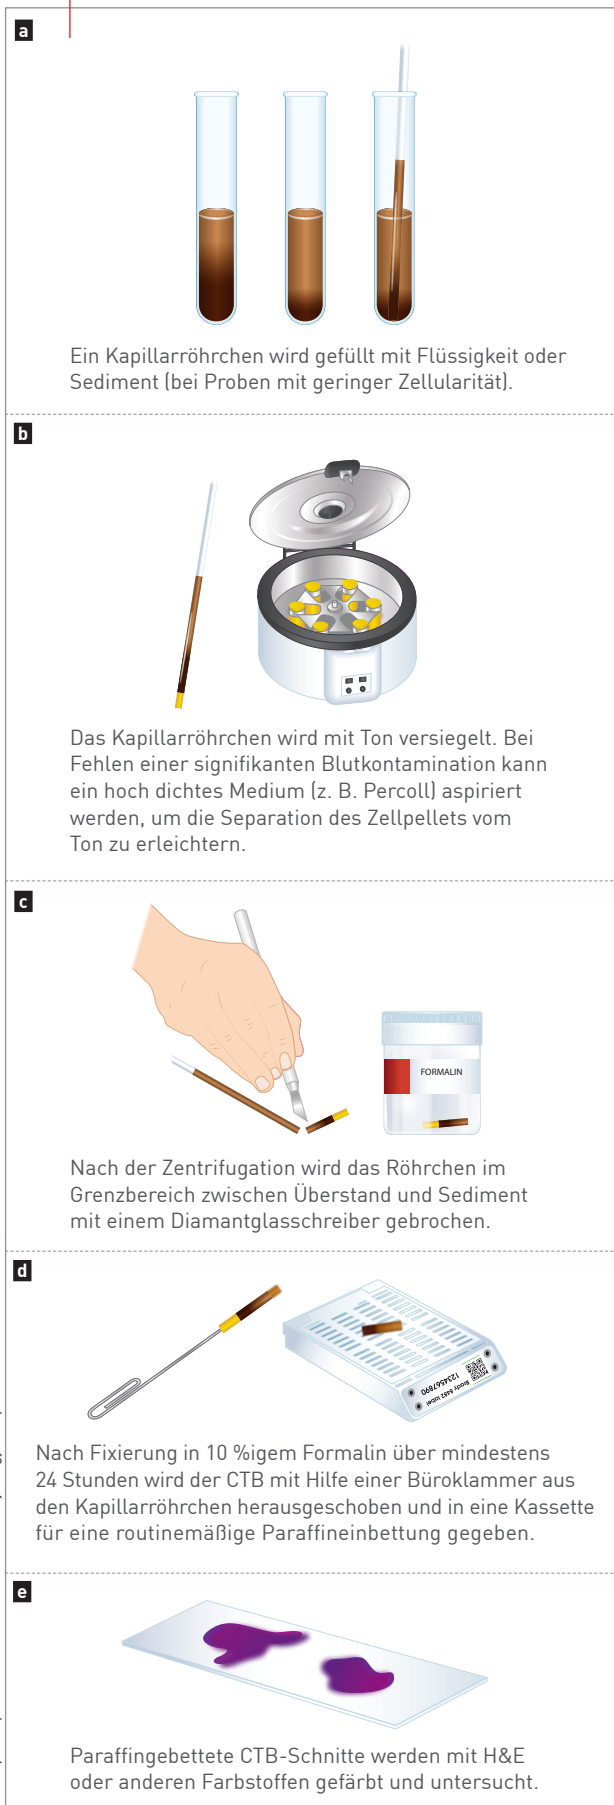 a
Ein Kapillarröhrchen wird gefüllt mit Flüssigkeit oder
Sediment (bei Proben mit geringer Zellularität).
b
Das Kapillarröhrchen wird mit Ton versiegelt. Bei
Fehlen einer signifikanten Blutkontamination kann
ein hoch dichtes Medium (z. B. Percoll) aspiriert
werden, um die Separation des Zellpellets vom
Ton zu erleichtern.
c
FORMALIN
Nach der Zentrifugation wird das Röhrchen im
Grenzbereich zwischen Überstand und Sediment
mit einem Diamantglasschreiber gebrochen.
d
Brady 8462 label
1234567890
Nach Fixierung in 10 %igem Formalin über mindestens
24 Stunden wird der CTB mit Hilfe einer Büroklammer aus
den Kapillarröhrchen herausgeschoben und in eine Kassette
für eine routinemäßige Paraffineinbettung gegeben.
e
Paraffingebettete CTB-Schnitte werden mit H&E
oder anderen Farbstoffen gefärbt und untersucht.